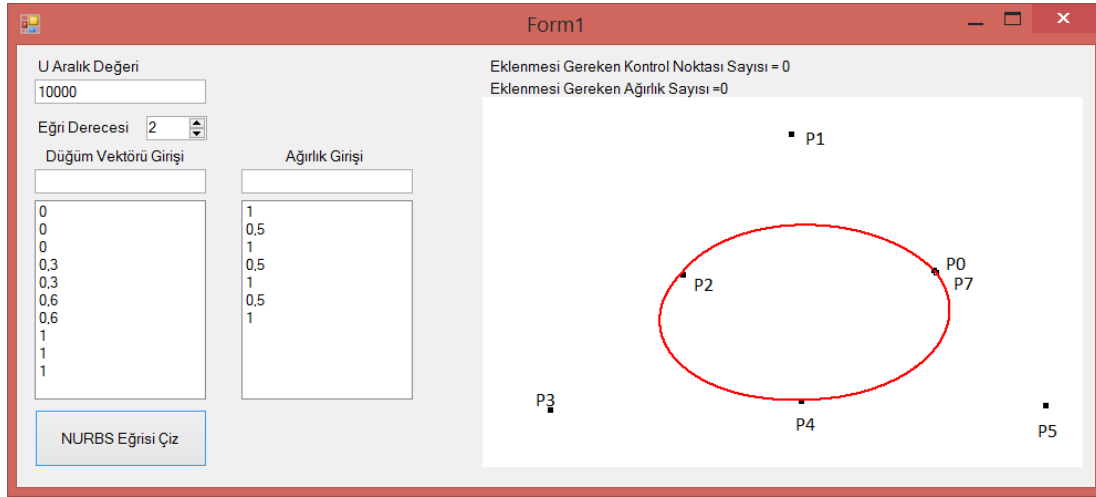 Form1
U Aralık Değeri
10000
Eğri Derecesi 2
Düğüm Vektörü Girişi
0
0
0
0,3
0,3
0,6
0,6
1
1
1
Ağırlık Girişi
1
0,5
1
0,5
1
0,5
1
NURBS Eğrisi Çiz
Eklenmesi Gereken Kontrol Noktası Sayısı = 0
Eklenmesi Gereken Ağırlık Sayısı =0
P1
P0
P7
P2
P3
P4
P5